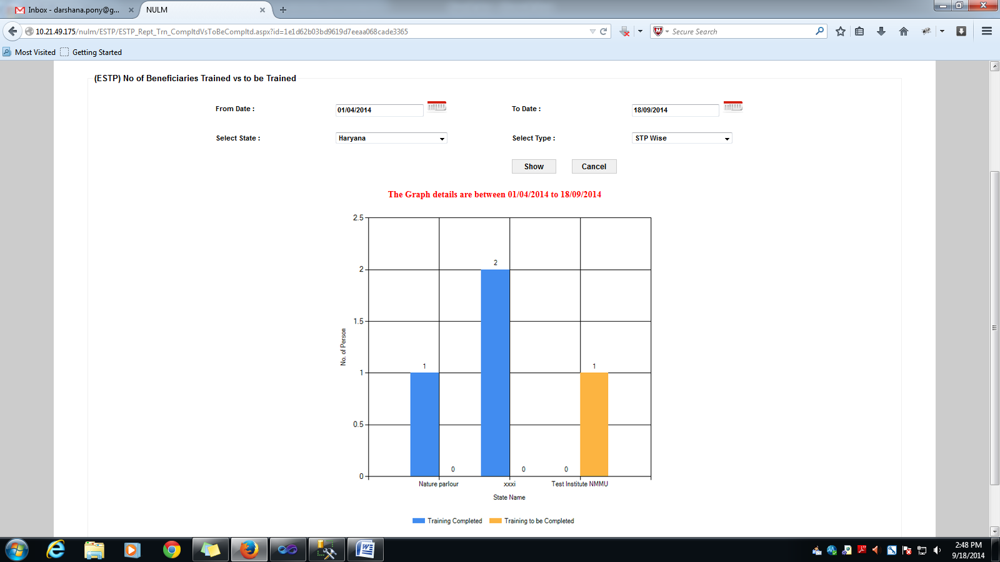 Inbox - darshana.pony@g...
NULM
10.21.49.175/nulm/ESTP/ESTP_Rept_Trn_CompltdVsToBeCompltd.aspx?id=1e1d62b03bd9619d7eeaa068cade3365
Secure Search
Most Visited
Getting Started
(ESTP) No of Beneficiaries Trained vs to be Trained
From Date :
01/04/2014
To Date :
18/09/2014
Select State :
Haryana
Select Type :
STP Wise
Show
Cancel
The Graph details are between 01/04/2014 to 18/09/2014
2.5
2
2
1.5
No. of Person
1
1
1
0.5
0
0
0
0
Nature parlour
xxxi
Test Institute NMMU
State Name
Training Completed
Training to be Completed
2:48 PM
9/18/2014